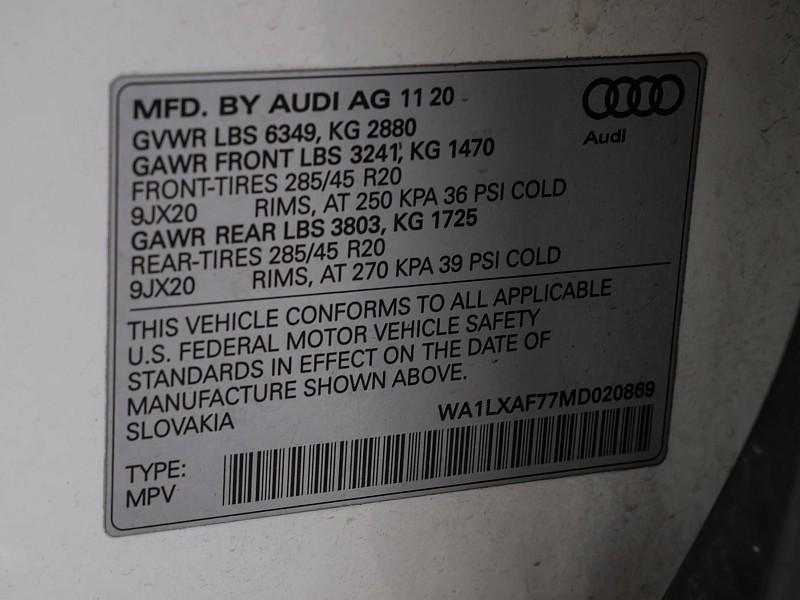 MFD. BY AUDI AG 11 20
Audi
GVWR LBS 6349, KG 2880
GAWR FRONT LBS 3241, KG 1470
FRONT-TIRES 285/45 R20
9JX20 RIMS, AT 250 KPA 36 PSI COLD
GAWR REAR LBS 3803, KG 1725
REAR-TIRES 285/45 R20
9JX20 RIMS, AT 270 KPA 39 PSI COLD
THIS VEHICLE CONFORMS TO ALL APPLICABLE
U.S. FEDERAL MOTOR VEHICLE SAFETY
STANDARDS IN EFFECT ON THE DATE OF
MANUFACTURE SHOWN ABOVE.
SLOVAKIA WA1LXAF77MD020869
TYPE:
MPV